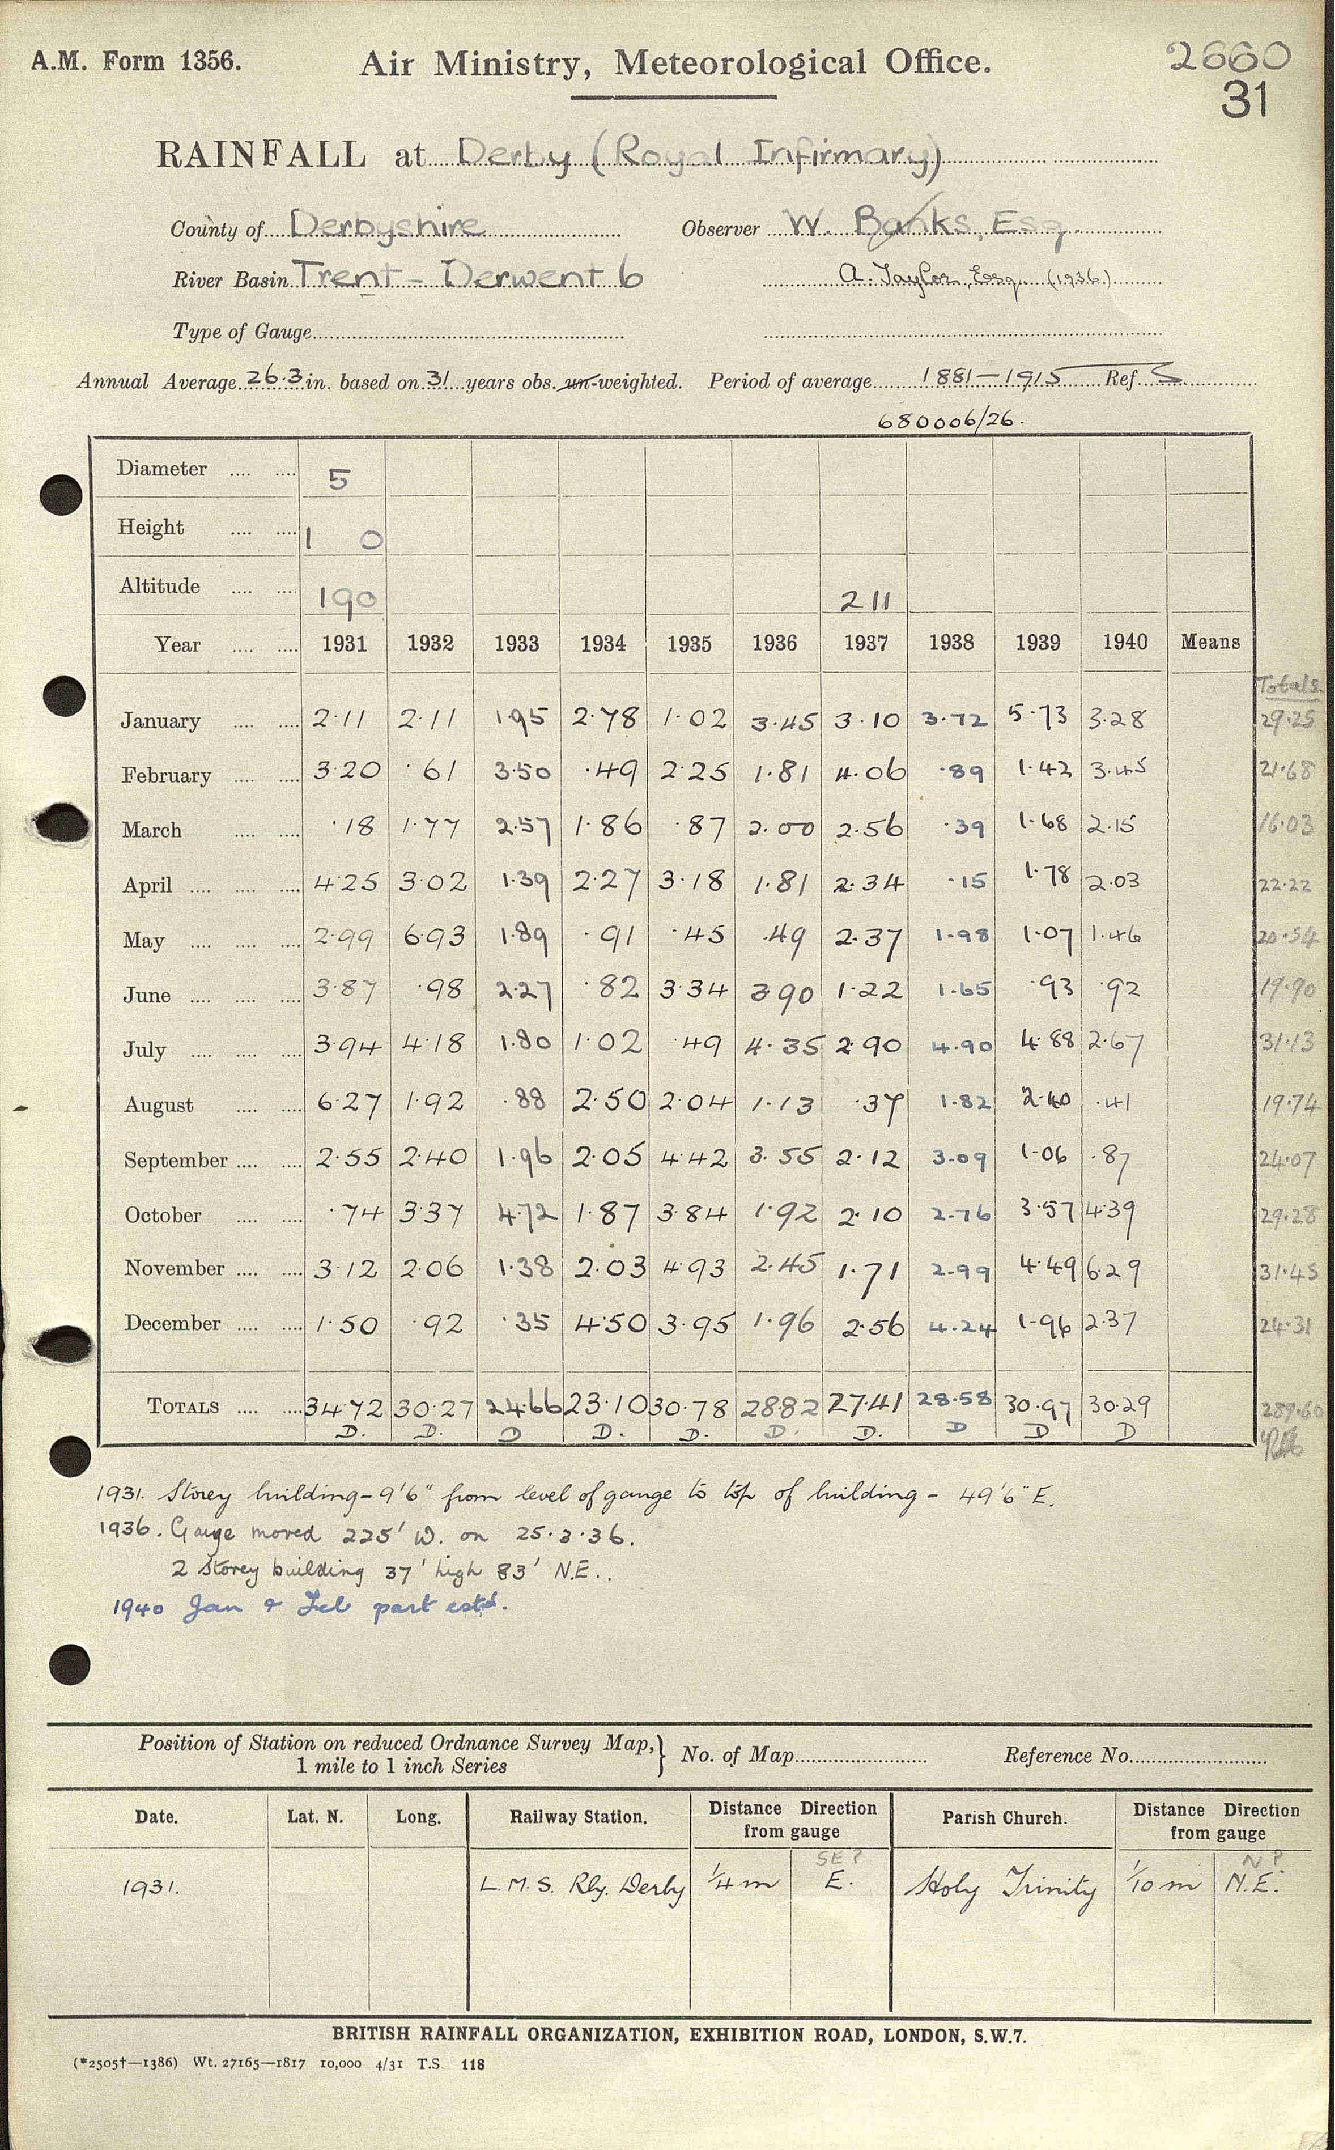 A.M. Form 1356. Air Ministry, Meteorological Office. 2660
31
RAINFALL at Derby (Royal Infirmary)
County of Derbyshire Observer W. Banks, Esq
River Basin Trent - Derwent 6 A. Taylor, Esq. (1936)
Type of Gauge
Annual Average 26.3 in. based on 31 years obs. un-weighted. Period of average 1881-1915 Ref. S
680006/26.
Diameter .... .... 5
Height .... .... 1 0
Altitude .... .... 190 211
Year .... .... 1931 1932 1933 1934 1935 1936 1937 1938 1939 1940 Means
Totals
January .... .... 2.11 2.11 1.95 2.78 1.02 3.45 3.10 3.72 5.73 3.28 29.25
February .... .... 3.20 .61 3.50 .49 2.25 1.81 4.06 .89 1.42 3.45 21.68
March .... .... .18 1.77 2.57 1.86 .87 2.00 2.56 .39 1.68 2.15 16.03
April .... .... .... 4.25 3.02 1.39 2.27 3.18 1.81 2.34 .15 1.78 2.03 22.22
May .... .... .... 2.99 6.93 1.89 .91 .45 .49 2.37 1.98 1.07 1.46 20.54
June .... .... .... 3.87 .98 2.27 .82 3.34 3.90 1.22 1.65 .93 .92 19.90
July .... .... .... 3.94 4.18 1.80 1.02 .49 4.35 2.90 4.90 4.88 2.67 31.13
August .... .... 6.27 1.92 .88 2.50 2.04 1.13 .37 1.82 2.40 .41 19.74
September .... .... 2.55 2.40 1.96 2.05 4.42 3.55 2.12 3.09 1.06 .87 24.07
October .... .... .74 3.37 4.72 1.87 3.84 1.92 2.10 2.76 3.57 4.39 29.28
November .... .... 3.12 2.06 1.38 2.03 4.93 2.45 1.71 2.99 4.49 6.29 31.45
December .... .... 1.50 .92 .35 4.50 3.95 1.96 2.56 4.24 1.96 2.37 24.31
TOTALS .... .... 34.72 30.27 24.66 23.10 30.78 28.82 27.41 28.58 30.97 30.29 289.60
D. D. D D. D. D. D. D D D
1931. Storey building - 9'6" from level of gauge to top of building - 49'6" E.
1936. Gauge moved 225' W. on 25.3.36.
2 Storey building 37' high 83' N.E..
1940 Jan & Feb part estd.
Position of Station on reduced Ordnance Survey Map, } No. of Map Reference No.
1 mile to 1 inch Series
Date. Lat. N. Long. Railway Station. Distance Direction from gauge Parish Church. Distance Direction from gauge
SE? N?
1931. L.M.S. Rly. Derby 1/4 m E. Holy Trinity 1/10 m N.E.
BRITISH RAINFALL ORGANIZATION, EXHIBITION ROAD, LONDON, S.W.7.
(*2505†—1386) Wt. 27165—1817 10,000 4/31 T.S. 118